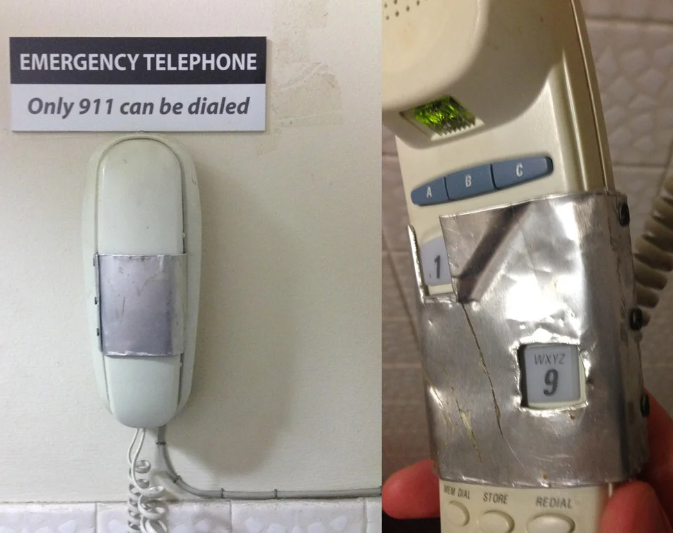 EMERGENCY TELEPHONE
Only 911 can be dialed
A B C
1
WXYZ
9
MEM DIAL STORE REDIAL